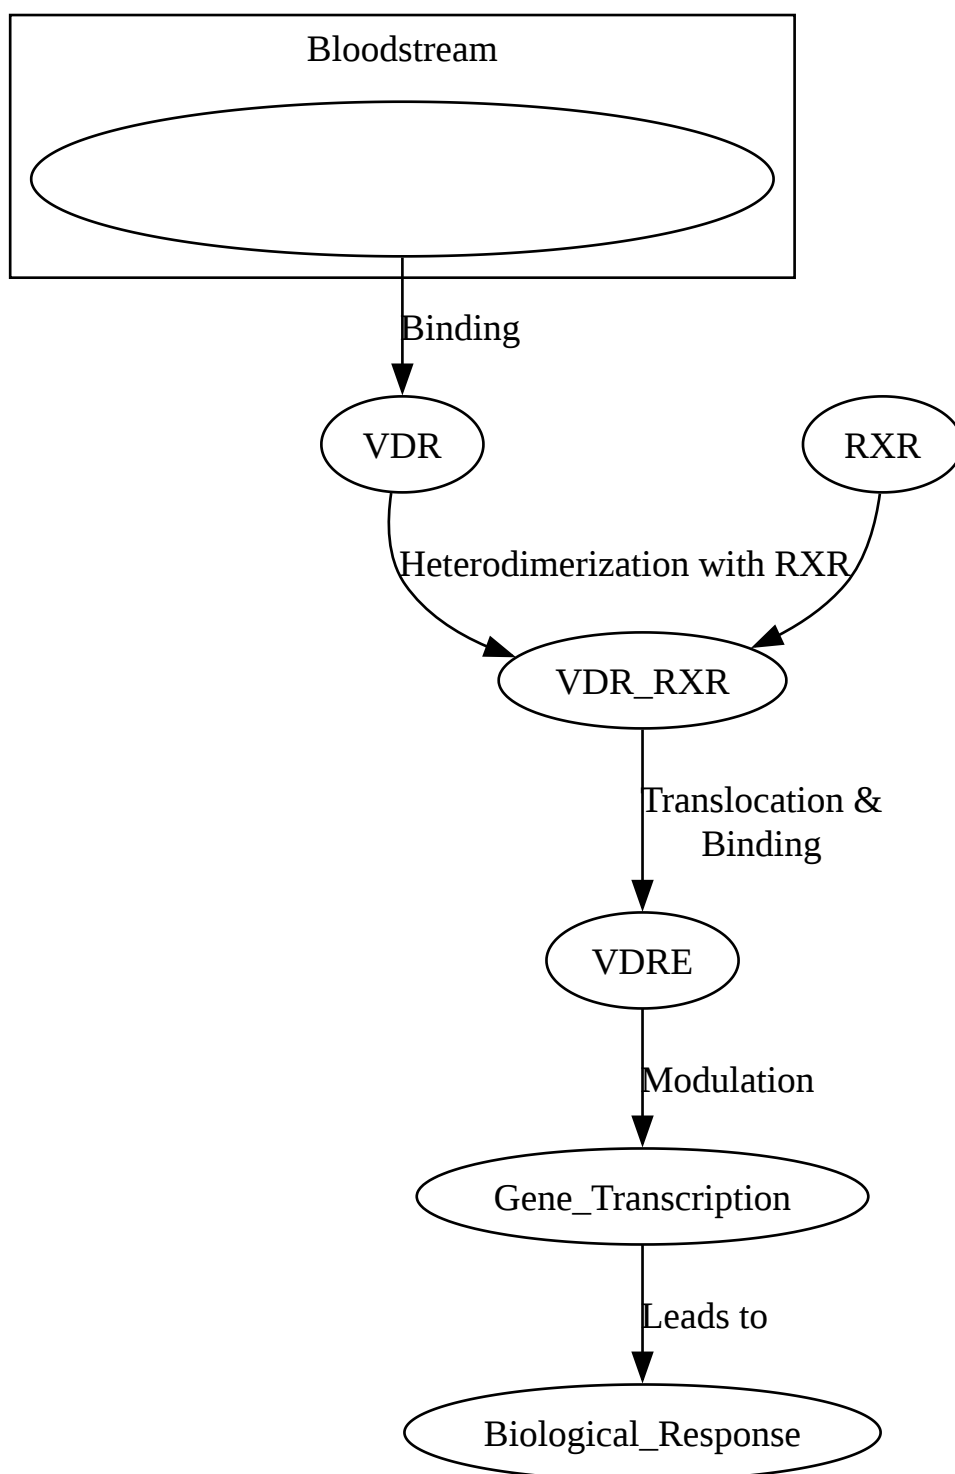 Bloodstream
Binding
VDR
RXR
Heterodimerization with RXR
VDR_RXR
Translocation &
Binding
VDRE
Modulation
Gene_Transcription
Leads to
Biological_Response